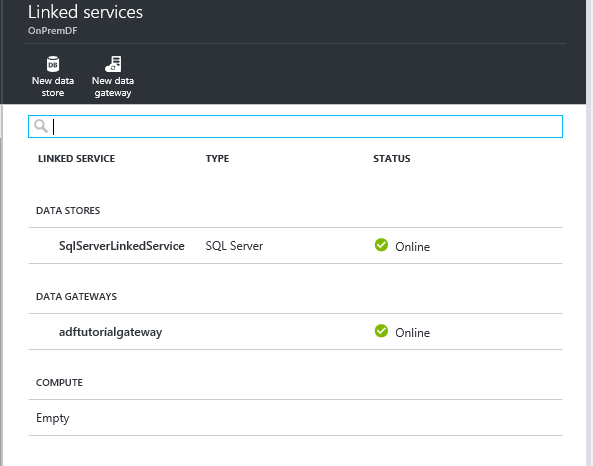 Linked services
OnPremDF
DB
New data
store
New data
gateway
LINKED SERVICE TYPE STATUS
DATA STORES
SqlServerLinkedService SQL Server Online
DATA GATEWAYS
adftutorialgateway Online
COMPUTE
Empty